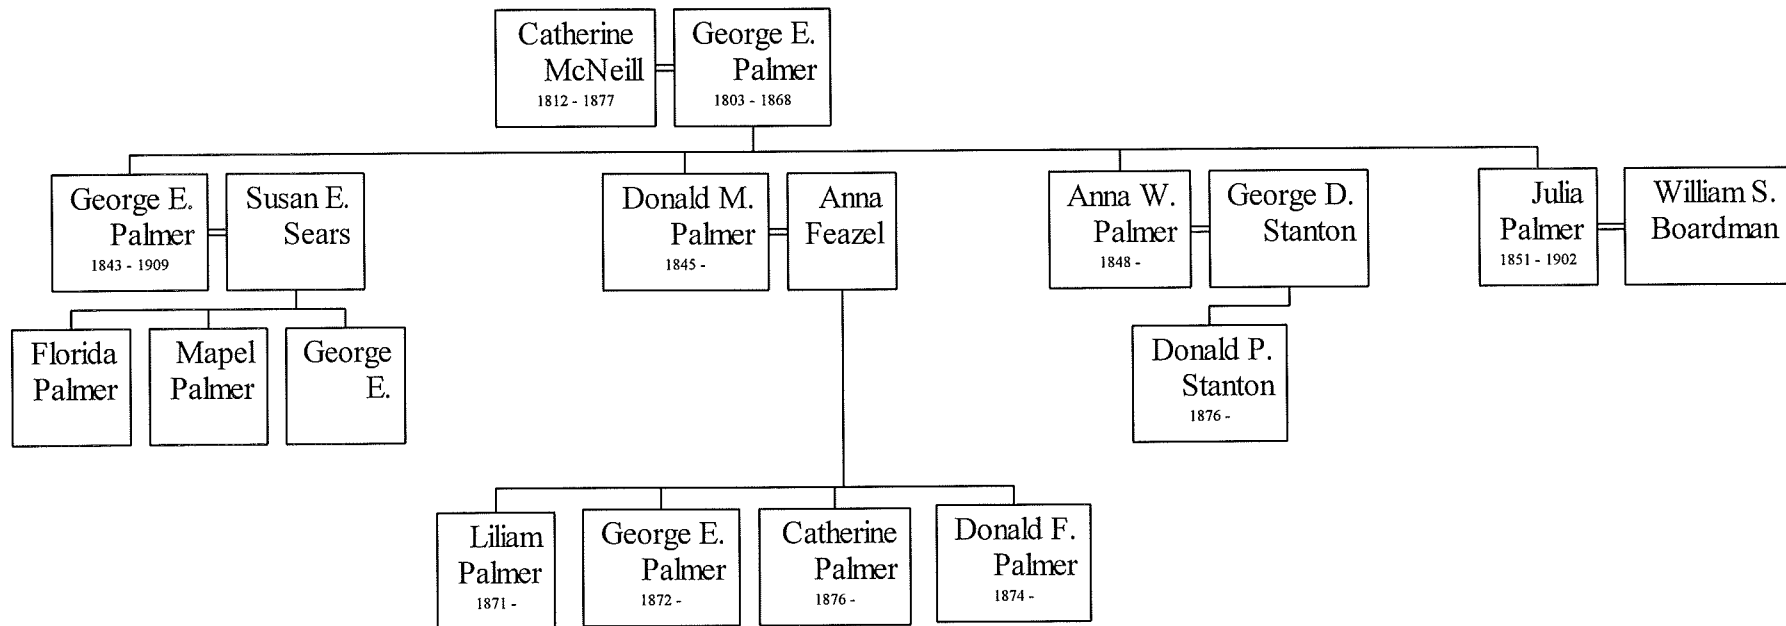 Catherine
McNeill
1812 - 1877
George E.
Palmer
1803 - 1868
George E.
Palmer
1843 - 1909
Susan E.
Sears
Donald M.
Palmer
1845 -
Anna
Feazel
Anna W.
Palmer
1848 -
George D.
Stanton
Julia
Palmer
1851 - 1902
William S.
Boardman
Florida
Palmer
Mapel
Palmer
George
E.
Donald P.
Stanton
1876 -
Liliam
Palmer
1871 -
George E.
Palmer
1872 -
Catherine
Palmer
1876 -
Donald F.
Palmer
1874 -